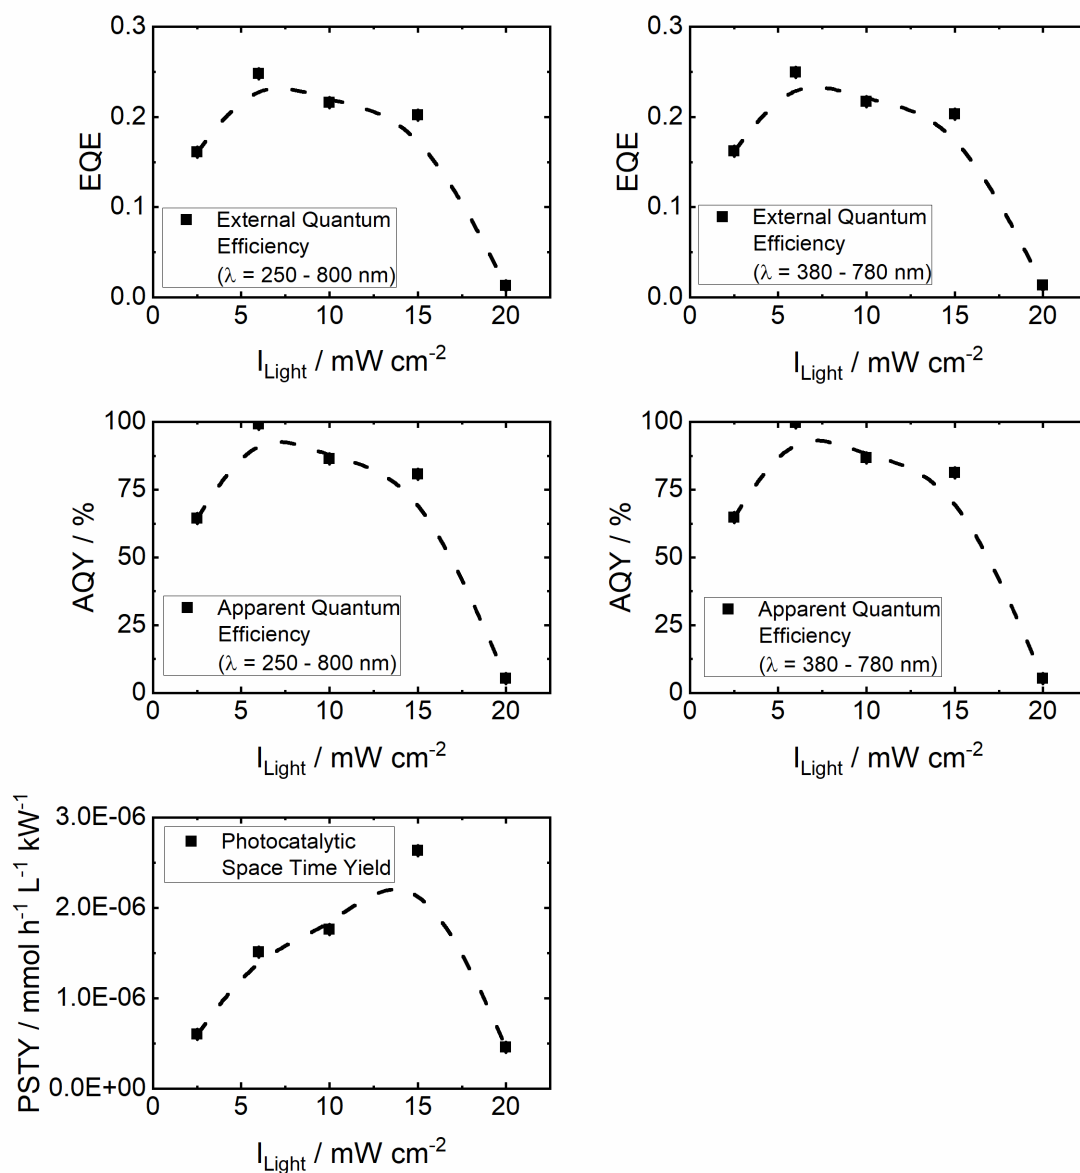 0.3
0.2
0.1
0.0
EQE
External Quantum
Efficiency
(λ = 250 - 800 nm)
0 5 10 15 20
I_Light / mW cm⁻²
0.3
0.2
0.1
0.0
EQE
External Quantum
Efficiency
(λ = 380 - 780 nm)
0 5 10 15 20
I_Light / mW cm⁻²
100
75
50
25
0
AQY / %
Apparent Quantum
Efficiency
(λ = 250 - 800 nm)
0 5 10 15 20
I_Light / mW cm⁻²
100
75
50
25
0
AQY / %
Apparent Quantum
Efficiency
(λ = 380 - 780 nm)
0 5 10 15 20
I_Light / mW cm⁻²
3.0E-06
2.0E-06
1.0E-06
0.0E+00
PSTY / mmol h⁻¹ L⁻¹ kW⁻¹
Photocatalytic
Space Time Yield
0 5 10 15 20
I_Light / mW cm⁻²